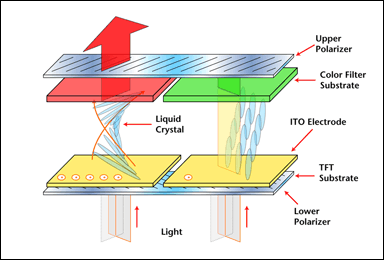 Upper
Polarizer
Color Filter
Substrate
Liquid
Crystal
ITO Electrode
TFT
Substrate
Lower
Polarizer
Light